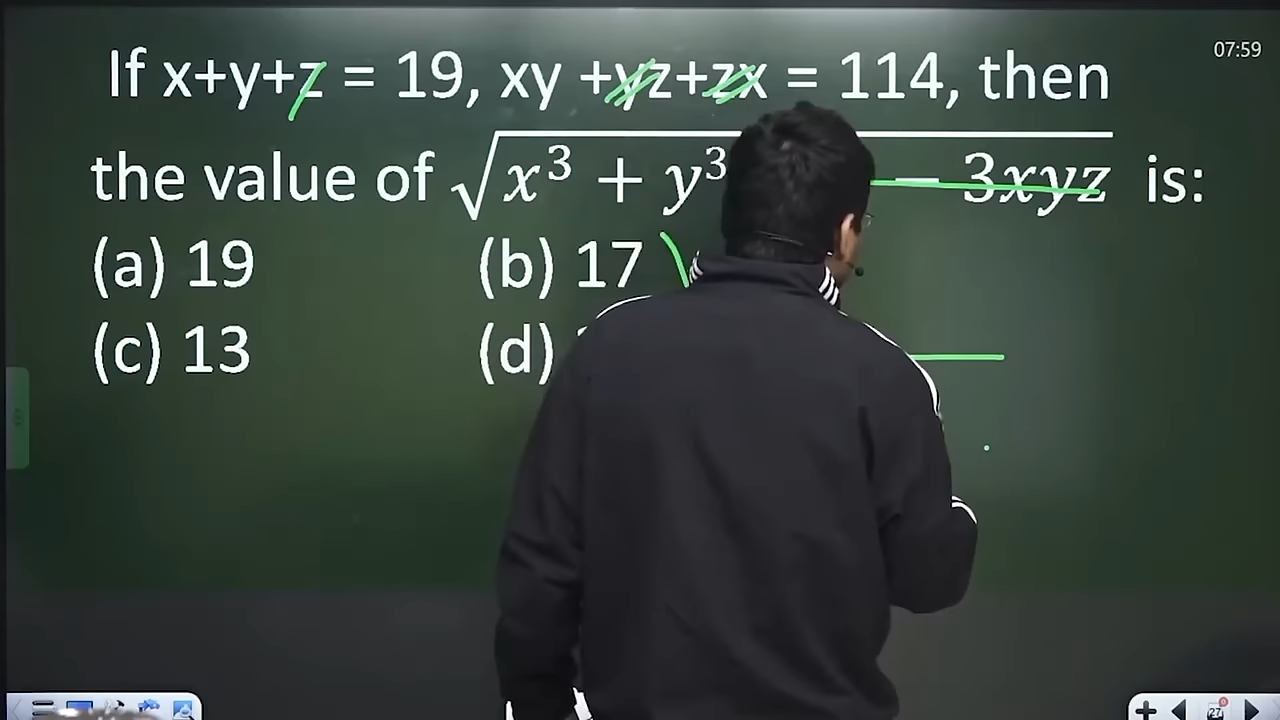 07:59
If x+y+z = 19, xy +yz+zx = 114, then
the value of √x³ + y³ − 3xyz is:
(a) 19 (b) 17
(c) 13 (d)
27